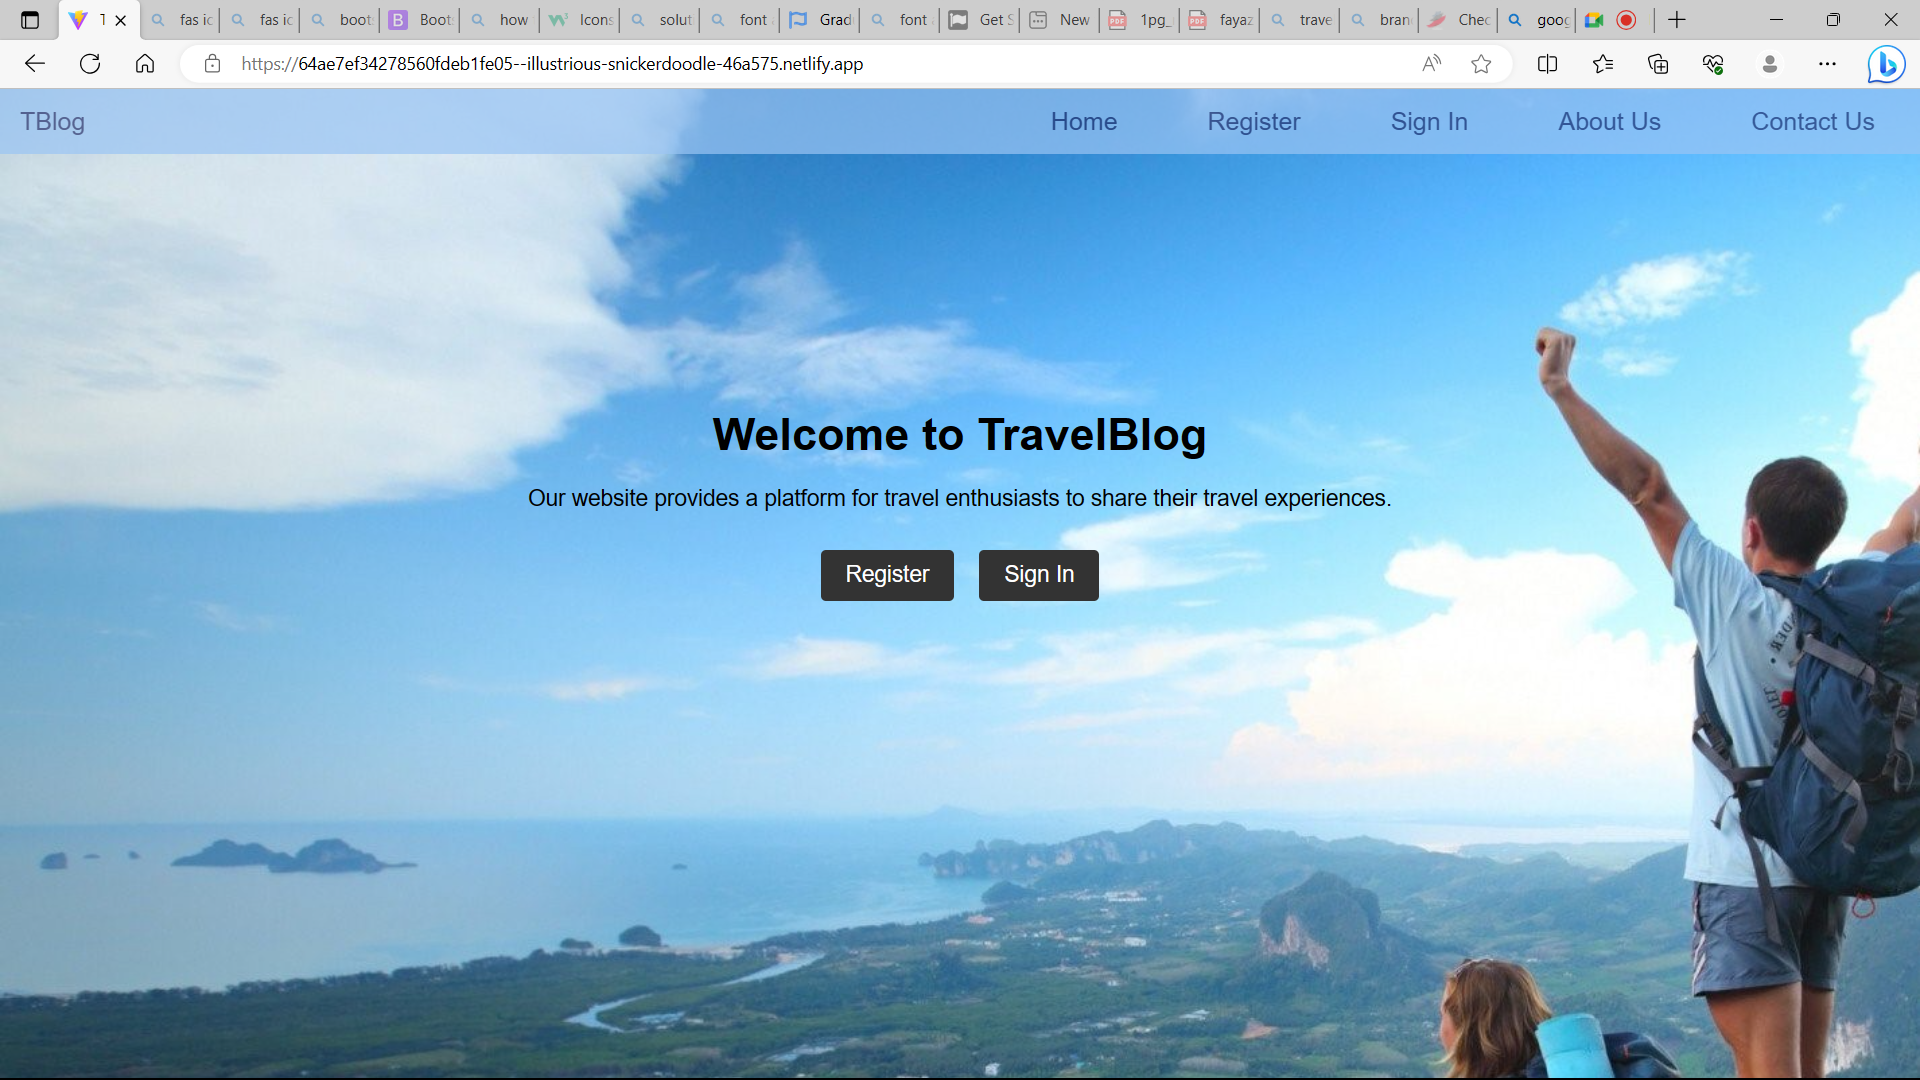 T fas ic fas ic boot Boot how Icons solut font Grad font Get S New 1pg_ fayaz trave bran Chec goog
https://64ae7ef34278560fdeb1fe05--illustrious-snickerdoodle-46a575.netlify.app
TBlog Home Register Sign In About Us Contact Us
Welcome to TravelBlog
Our website provides a platform for travel enthusiasts to share their travel experiences.
Register Sign In